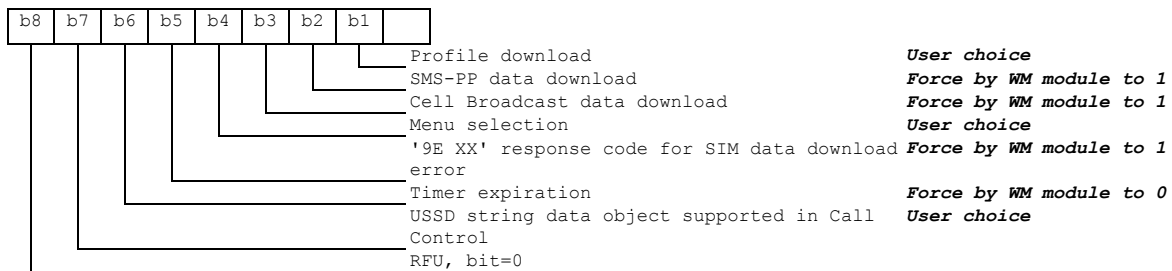 b8 b7 b6 b5 b4 b3 b2 b1
Profile download User choice
SMS-PP data download Force by WM module to 1
Cell Broadcast data download Force by WM module to 1
Menu selection User choice
'9E XX' response code for SIM data download Force by WM module to 1
error
Timer expiration Force by WM module to 0
USSD string data object supported in Call User choice
Control
RFU, bit=0